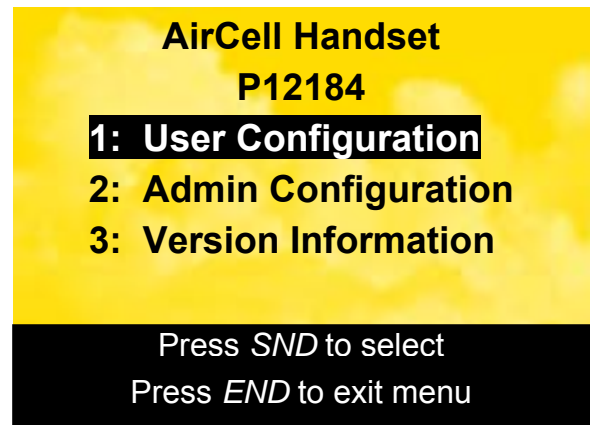 AirCell Handset
P12184
1: User Configuration
2: Admin Configuration
3: Version Information
Press SND to select
Press END to exit menu